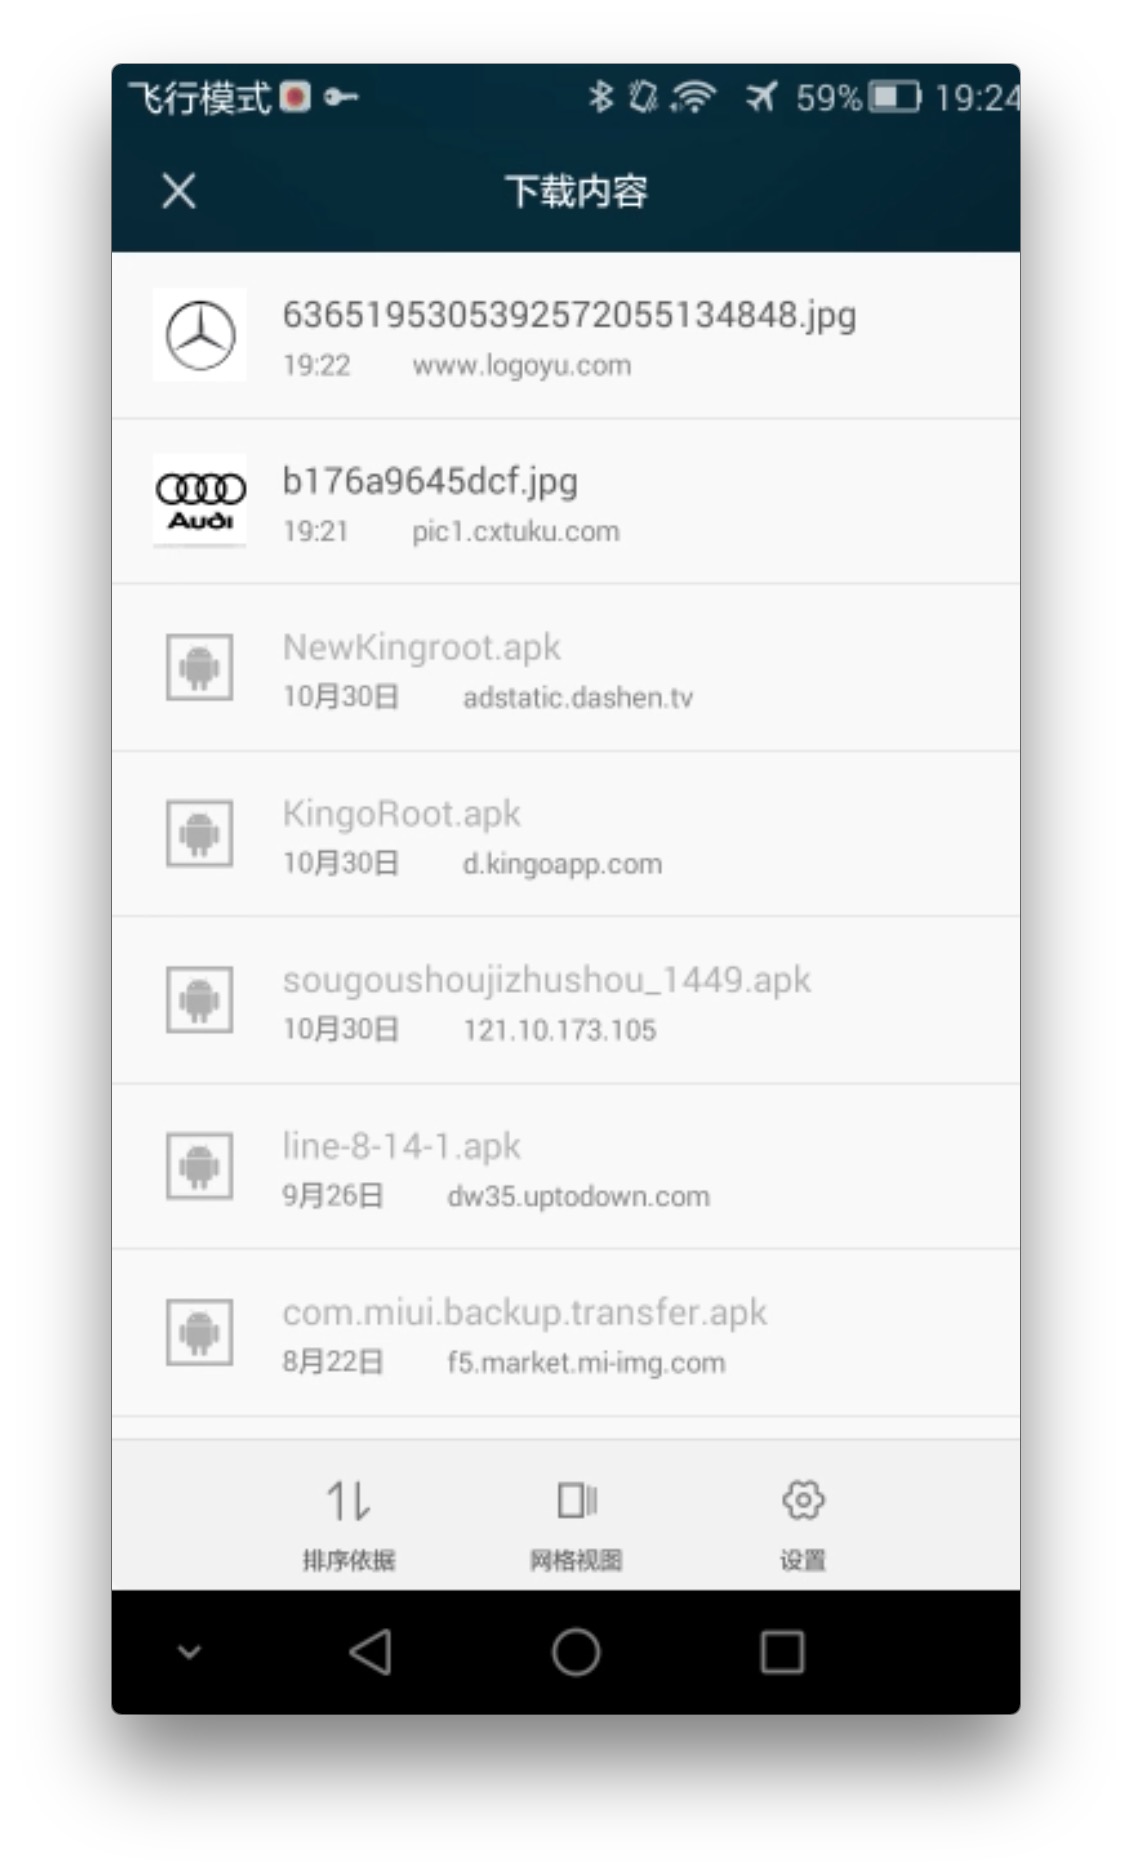 飞行模式 59% 19:24
下载内容
6365195305392572055134848.jpg
19:22 www.logoyu.com
Audi
b176a9645dcf.jpg
19:21 pic1.cxtuku.com
NewKingroot.apk
10月30日 adstatic.dashen.tv
KingoRoot.apk
10月30日 d.kingoapp.com
sougoushoujizhushou_1449.apk
10月30日 121.10.173.105
line-8-14-1.apk
9月26日 dw35.uptodown.com
com.miui.backup.transfer.apk
8月22日 f5.market.mi-img.com
排序依据 网格视图 设置